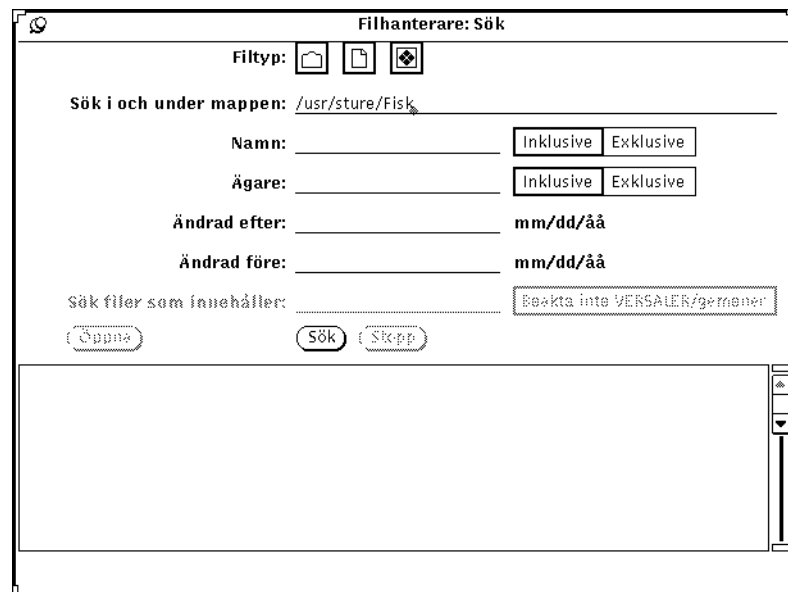 Filhanterare: Sök
Filtyp:
Sök i och under mappen: /usr/sture/Fisk
Namn: Inklusive Exklusive
Ägare: Inklusive Exklusive
Ändrad efter: mm/dd/åå
Ändrad före: mm/dd/åå
Sök filer som innehåller: Beakta inte VERSALER/gemener
Öppna Sök Stopp